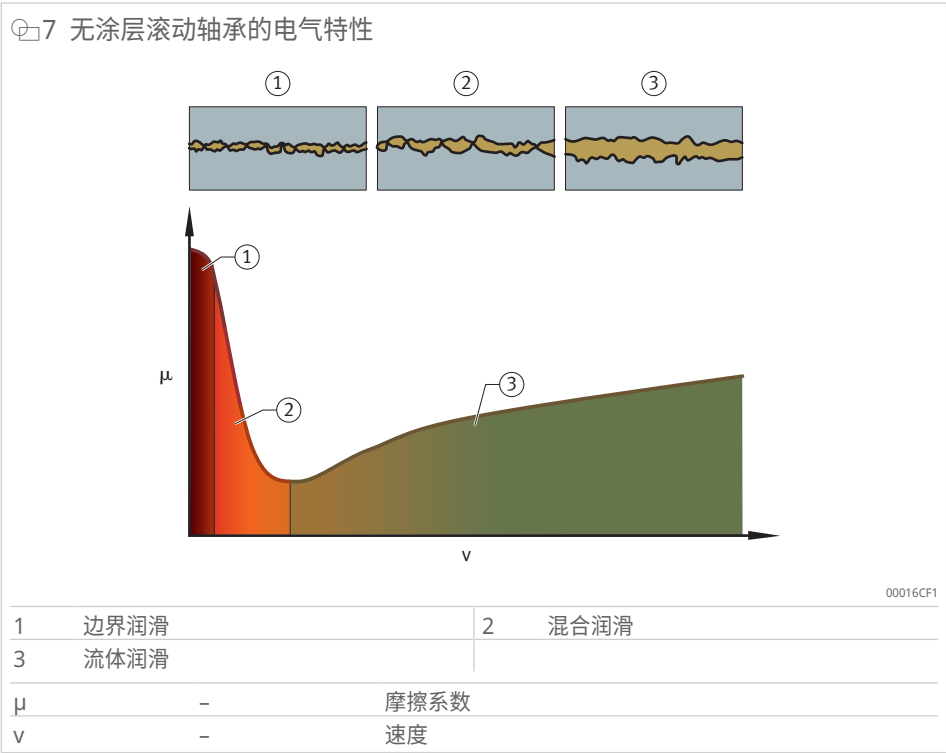 7 无涂层滚动轴承的电气特性
① ② ③
①
μ
③
②
v
00016CF1
1 边界润滑 2 混合润滑
3 流体润滑
μ – 摩擦系数
v – 速度